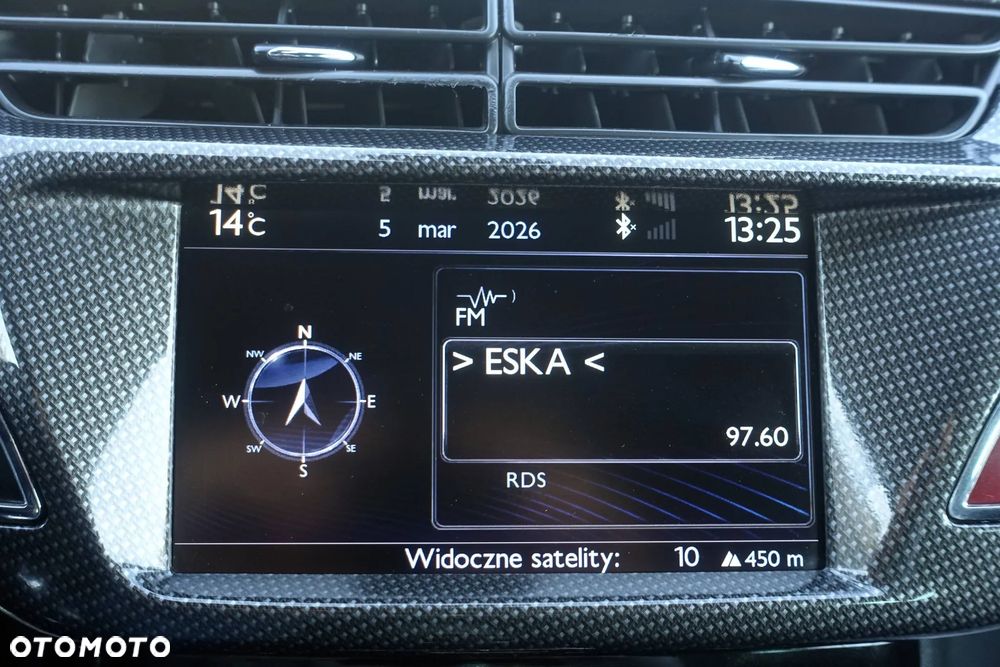 14°C 5 mar 2026 13:25
N
NW NE
W E
SW SE
S
FM
> ESKA <
97.60
RDS
Widoczne satelity: 10 450 m
OTOMOTO